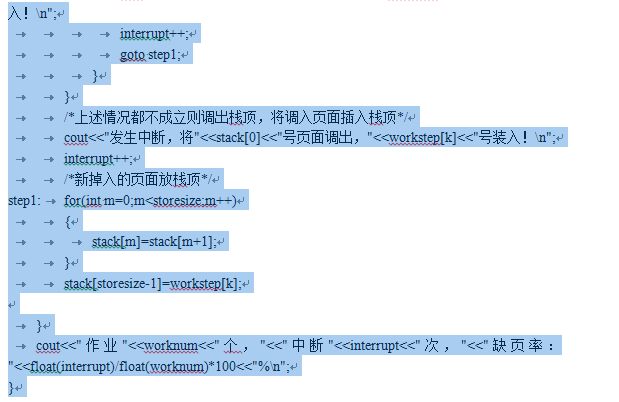 入！\n";
interrupt++;
goto step1;
}
}
/*上述情况都不成立则调出栈顶，将调入页面插入栈顶*/
cout<<"发生中断，将"<<stack[0]<<"号页面调出，"<<workstep[k]<<"号装入！\n";
interrupt++;
/*新掉入的页面放栈顶*/
step1: for(int m=0;m<storesize;m++)
{
stack[m]=stack[m+1];
}
stack[storesize-1]=workstep[k];
}
cout<<"作业"<<worknum<<"个，"<<"中断"<<interrupt<<"次，"<<"缺页率：
"<<float(interrupt)/float(worknum)*100<<"%\n";
}